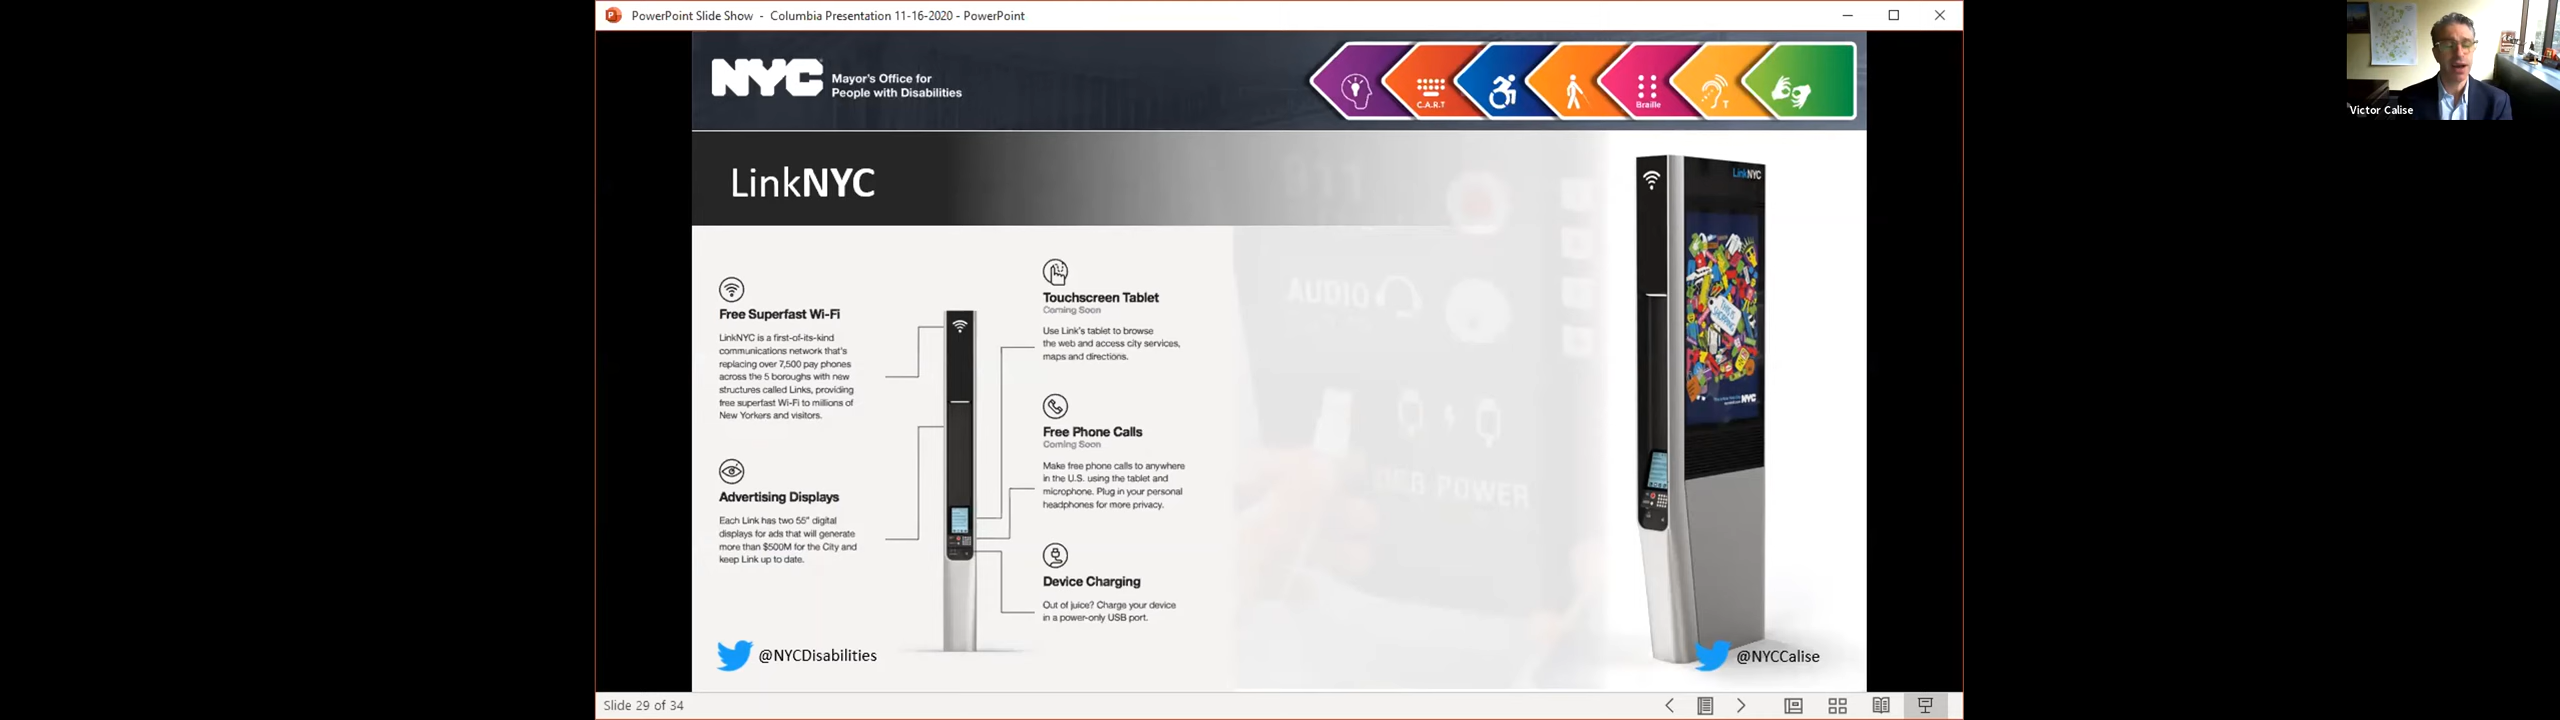 PowerPoint Slide Show - Columbia Presentation 11-16-2020 - PowerPoint
NYC
Mayor's Office for
People with Disabilities
C.A.R.T
Braille
T
Victor Calise
LinkNYC
911
AUDIO
USB POWER
Free Superfast Wi-Fi
LinkNYC is a first-of-its-kind
communications network that's
replacing over 7,500 pay phones
across the 5 boroughs with new
structures called Links, providing
free superfast Wi-Fi to millions of
New Yorkers and visitors.
Advertising Displays
Each Link has two 55" digital
displays for ads that will generate
more than $500M for the City and
keep Link up to date.
Touchscreen Tablet
Coming Soon
Use Link's tablet to browse
the web and access city services,
maps and directions.
Free Phone Calls
Coming Soon
Make free phone calls to anywhere
in the U.S. using the tablet and
microphone. Plug in your personal
headphones for more privacy.
Device Charging
Out of juice? Charge your device
in a power-only USB port.
LinkNYC
NYC
@NYCDisabilities
@NYCCalise
Slide 29 of 34